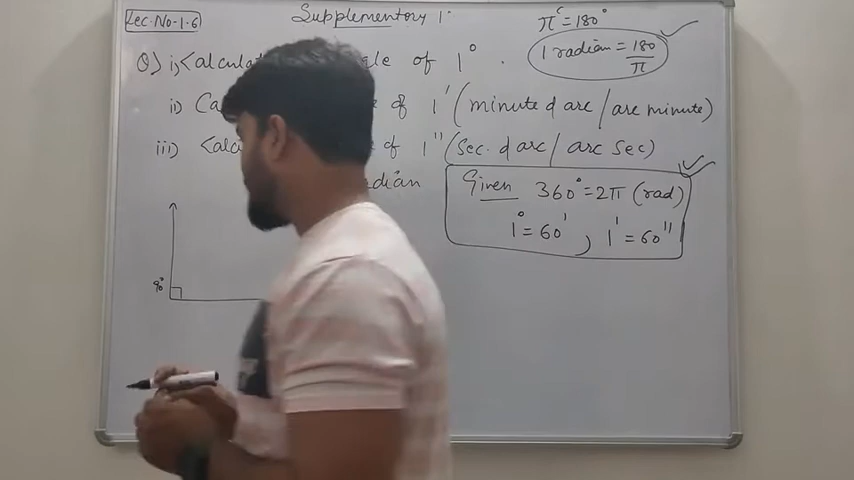 Lec.No-1.6
Supplementory 1
π^c = 180°
1 radian = 180/π
Q) i) Calculat of 1°.
ii) Ca of 1' (minute of arc / arc minute)
iii) Calc of 1'' (Sec. of arc / arc sec)
radian
Given 360° = 2π (rad)
1° = 60', 1' = 60''
90°